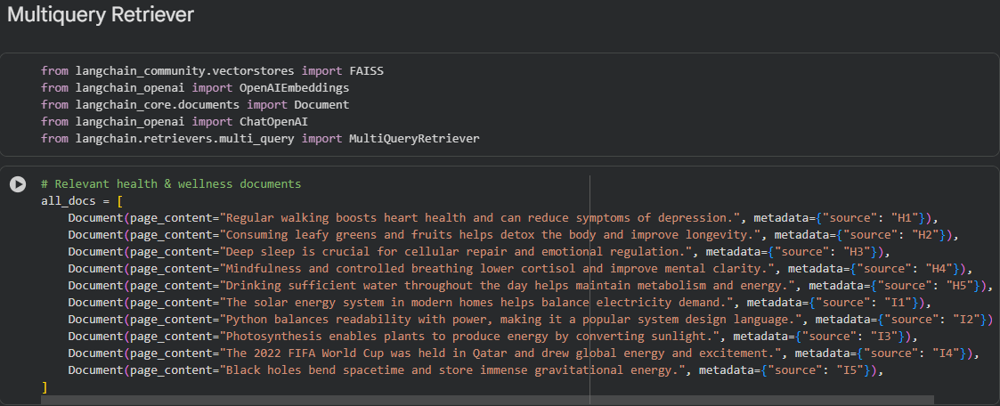 Multiquery Retriever
from langchain_community.vectorstores import FAISS
from langchain_openai import OpenAIEmbeddings
from langchain_core.documents import Document
from langchain_openai import ChatOpenAI
from langchain.retrievers.multi_query import MultiQueryRetriever
# Relevant health & wellness documents
all_docs = [
    Document(page_content="Regular walking boosts heart health and can reduce symptoms of depression.", metadata={"source": "H1"}),
    Document(page_content="Consuming leafy greens and fruits helps detox the body and improve longevity.", metadata={"source": "H2"}),
    Document(page_content="Deep sleep is crucial for cellular repair and emotional regulation.", metadata={"source": "H3"}),
    Document(page_content="Mindfulness and controlled breathing lower cortisol and improve mental clarity.", metadata={"source": "H4"}),
    Document(page_content="Drinking sufficient water throughout the day helps maintain metabolism and energy.", metadata={"source": "H5"}),
    Document(page_content="The solar energy system in modern homes helps balance electricity demand.", metadata={"source": "I1"}),
    Document(page_content="Python balances readability with power, making it a popular system design language.", metadata={"source": "I2"})
    Document(page_content="Photosynthesis enables plants to produce energy by converting sunlight.", metadata={"source": "I3"}),
    Document(page_content="The 2022 FIFA World Cup was held in Qatar and drew global energy and excitement.", metadata={"source": "I4"}),
    Document(page_content="Black holes bend spacetime and store immense gravitational energy.", metadata={"source": "I5"}),
]